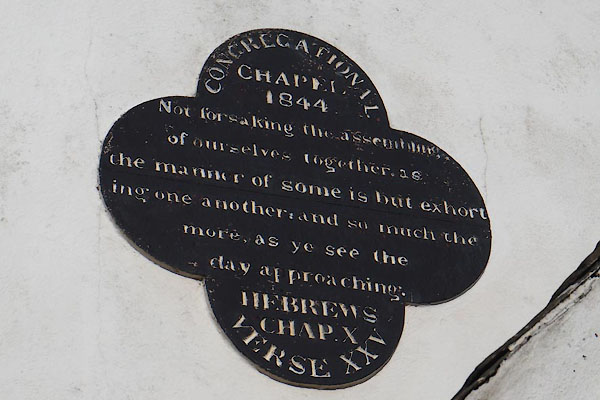 CONGREGATIONAL
CHAPEL
1844
Not forsaking the assembling,
of ourselves together, as
the manner of some is but exhort
ing one another: and so much the
more, as ye see the
day approaching.
HEBREWS
CHAP. X
VERSE XXV